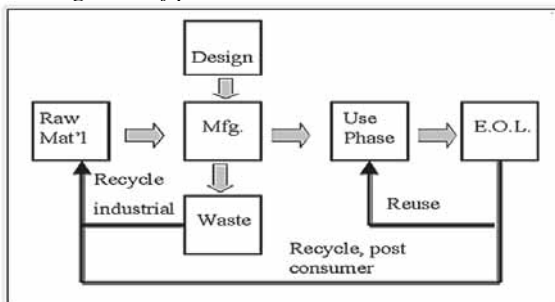 Design
Raw
Mat'l
Mfg.
Use
Phase
E.O.L.
Recycle
industrial
Waste
Reuse
Recycle, post
consumer